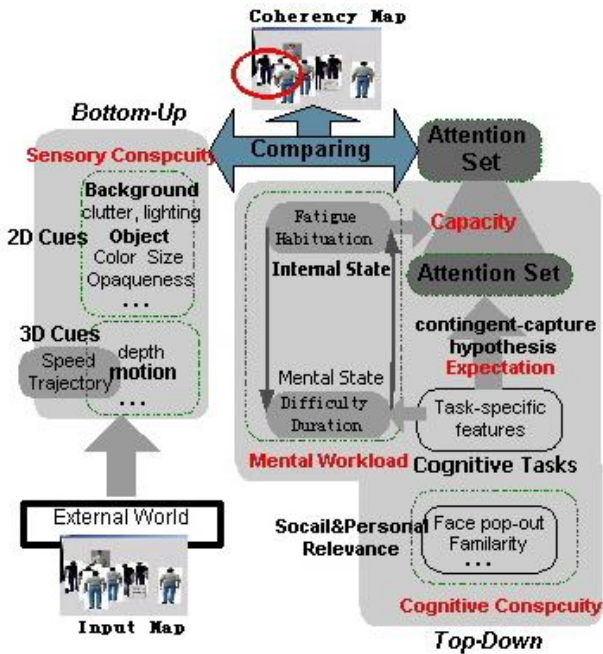 Coherency Map
Bottom-Up
Sensory Conspcuity
Comparing
Attention
Set
Background
clutter, lighting
2D Cues
Object
Color Size
Opaqueness
...
Fatigue
Habituation
Capacity
Internal State
Attention Set
3D Cues
Speed
Trajectory
depth
motion
...
contingent-capture
hypothesis
Expectation
Mental State
Difficulty
Duration
Task-specific
features
Mental Workload
Cognitive Tasks
External World
Input Map
Socail&Personal
Relevance
Face pop-out
Familarity
...
Cognitive Conspcuity
Top-Down